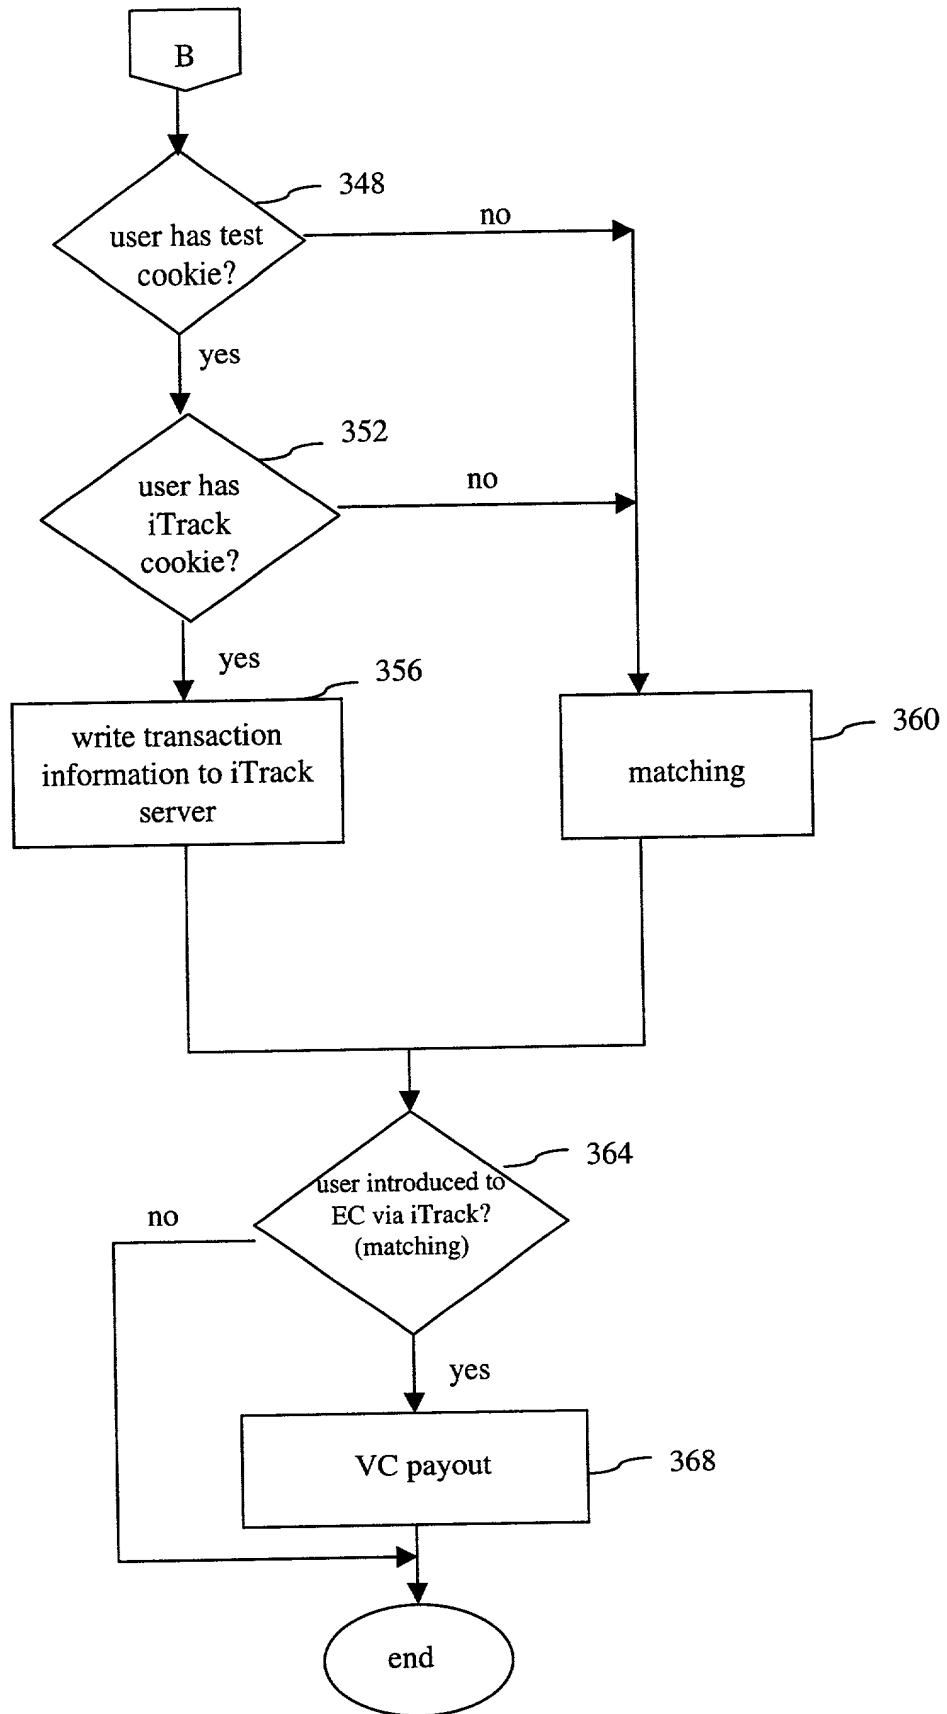 B
348
no
user has test
cookie?
yes
352
no
user has
iTrack
cookie?
yes
356
write transaction
information to iTrack
server
360
matching
364
user introduced to
EC via iTrack?
(matching)
no
yes
VC payout
368
end